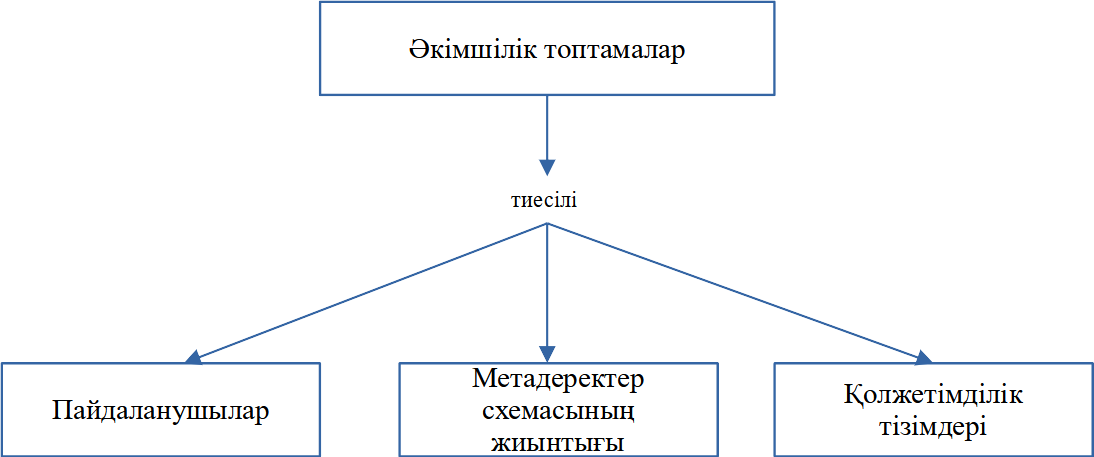 Әкімшілік топтамалар
тиесілі
Пайдаланушылар
Метадеректер
схемасының
жиынтығы
Қолжетімділік
тізімдері